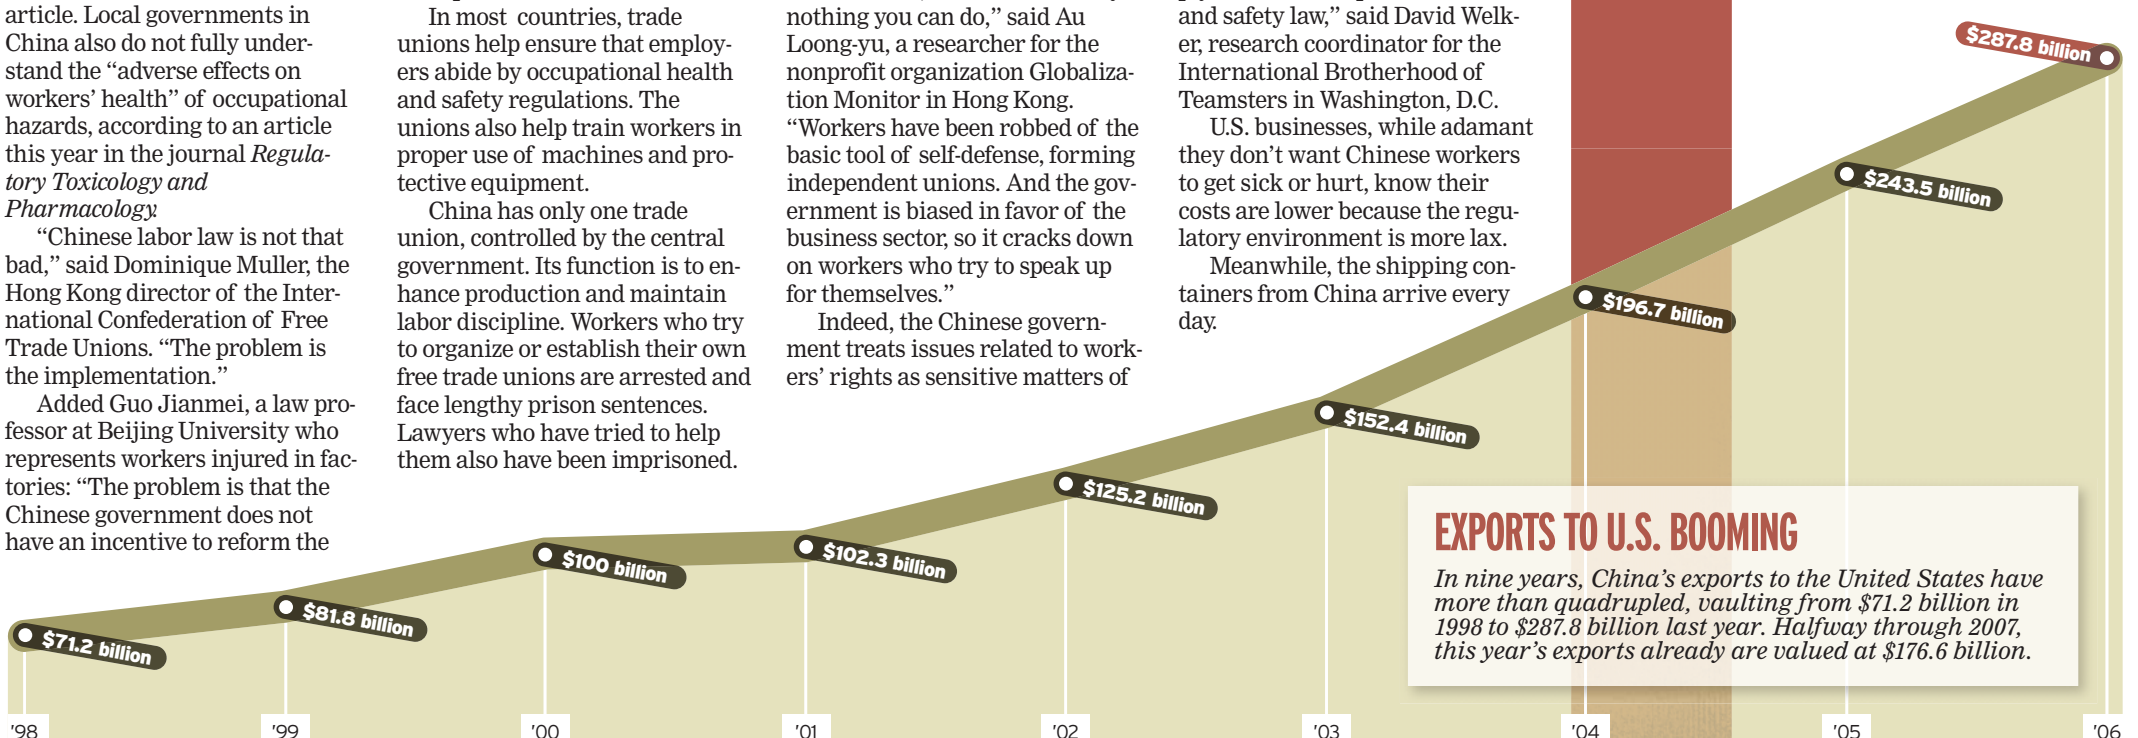 article. Local governments in
China also do not fully under-
stand the “adverse effects on
workers’ health” of occupational
hazards, according to an article
this year in the journal Regula-
tory Toxicology and
Pharmacology.
“Chinese labor law is not that
bad,” said Dominique Muller, the
Hong Kong director of the Inter-
national Confederation of Free
Trade Unions. “The problem is
the implementation.”
Added Guo Jianmei, a law pro-
fessor at Beijing University who
represents workers injured in fac-
tories: “The problem is that the
Chinese government does not
have an incentive to reform the
In most countries, trade
unions help ensure that employ-
ers abide by occupational health
and safety regulations. The
unions also help train workers in
proper use of machines and pro-
tective equipment.
China has only one trade
union, controlled by the central
government. Its function is to en-
hance production and maintain
labor discipline. Workers who try
to organize or establish their own
free trade unions are arrested and
face lengthy prison sentences.
Lawyers who have tried to help
them also have been imprisoned.
nothing you can do,” said Au
Loong-yu, a researcher for the
nonprofit organization Globaliza-
tion Monitor in Hong Kong.
“Workers have been robbed of the
basic tool of self-defense, forming
independent unions. And the gov-
ernment is biased in favor of the
business sector, so it cracks down
on workers who try to speak up
for themselves.”
Indeed, the Chinese govern-
ment treats issues related to work-
ers’ rights as sensitive matters of
and safety law,” said David Welk-
er, research coordinator for the
International Brotherhood of
Teamsters in Washington, D.C.
U.S. businesses, while adamant
they don’t want Chinese workers
to get sick or hurt, know their
costs are lower because the regu-
latory environment is more lax.
Meanwhile, the shipping con-
tainers from China arrive every
day.
$71.2 billion
$81.8 billion
$100 billion
$102.3 billion
$125.2 billion
$152.4 billion
$196.7 billion
$243.5 billion
$287.8 billion
EXPORTS TO U.S. BOOMING
In nine years, China’s exports to the United States have
more than quadrupled, vaulting from $71.2 billion in
1998 to $287.8 billion last year. Halfway through 2007,
this year’s exports already are valued at $176.6 billion.
’98
’99
’00
’01
’02
’03
’04
’05
’06